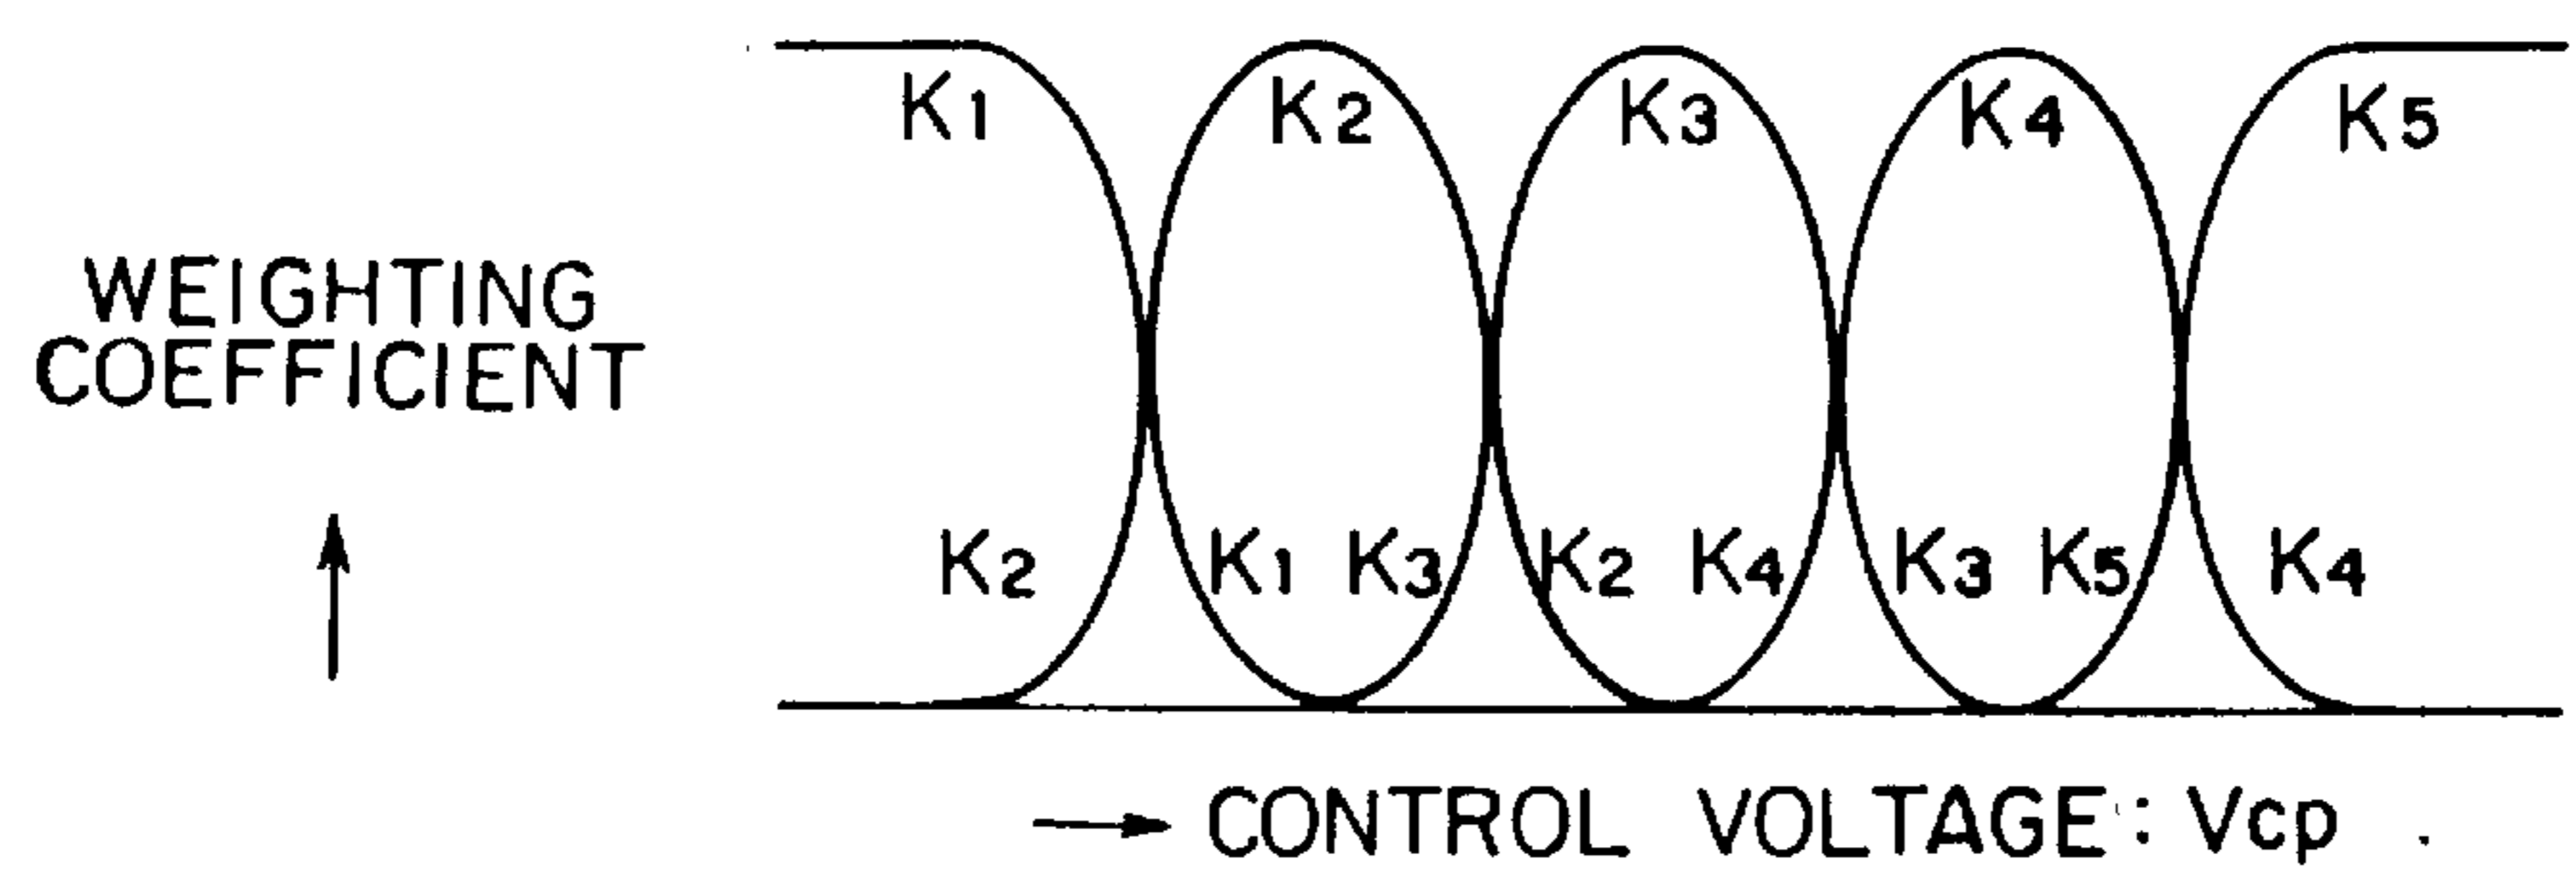 K1 K2 K3 K4 K5
WEIGHTING
COEFFICIENT
K2 K1 K3 K2 K4 K3 K5 K4
CONTROL VOLTAGE: Vcp